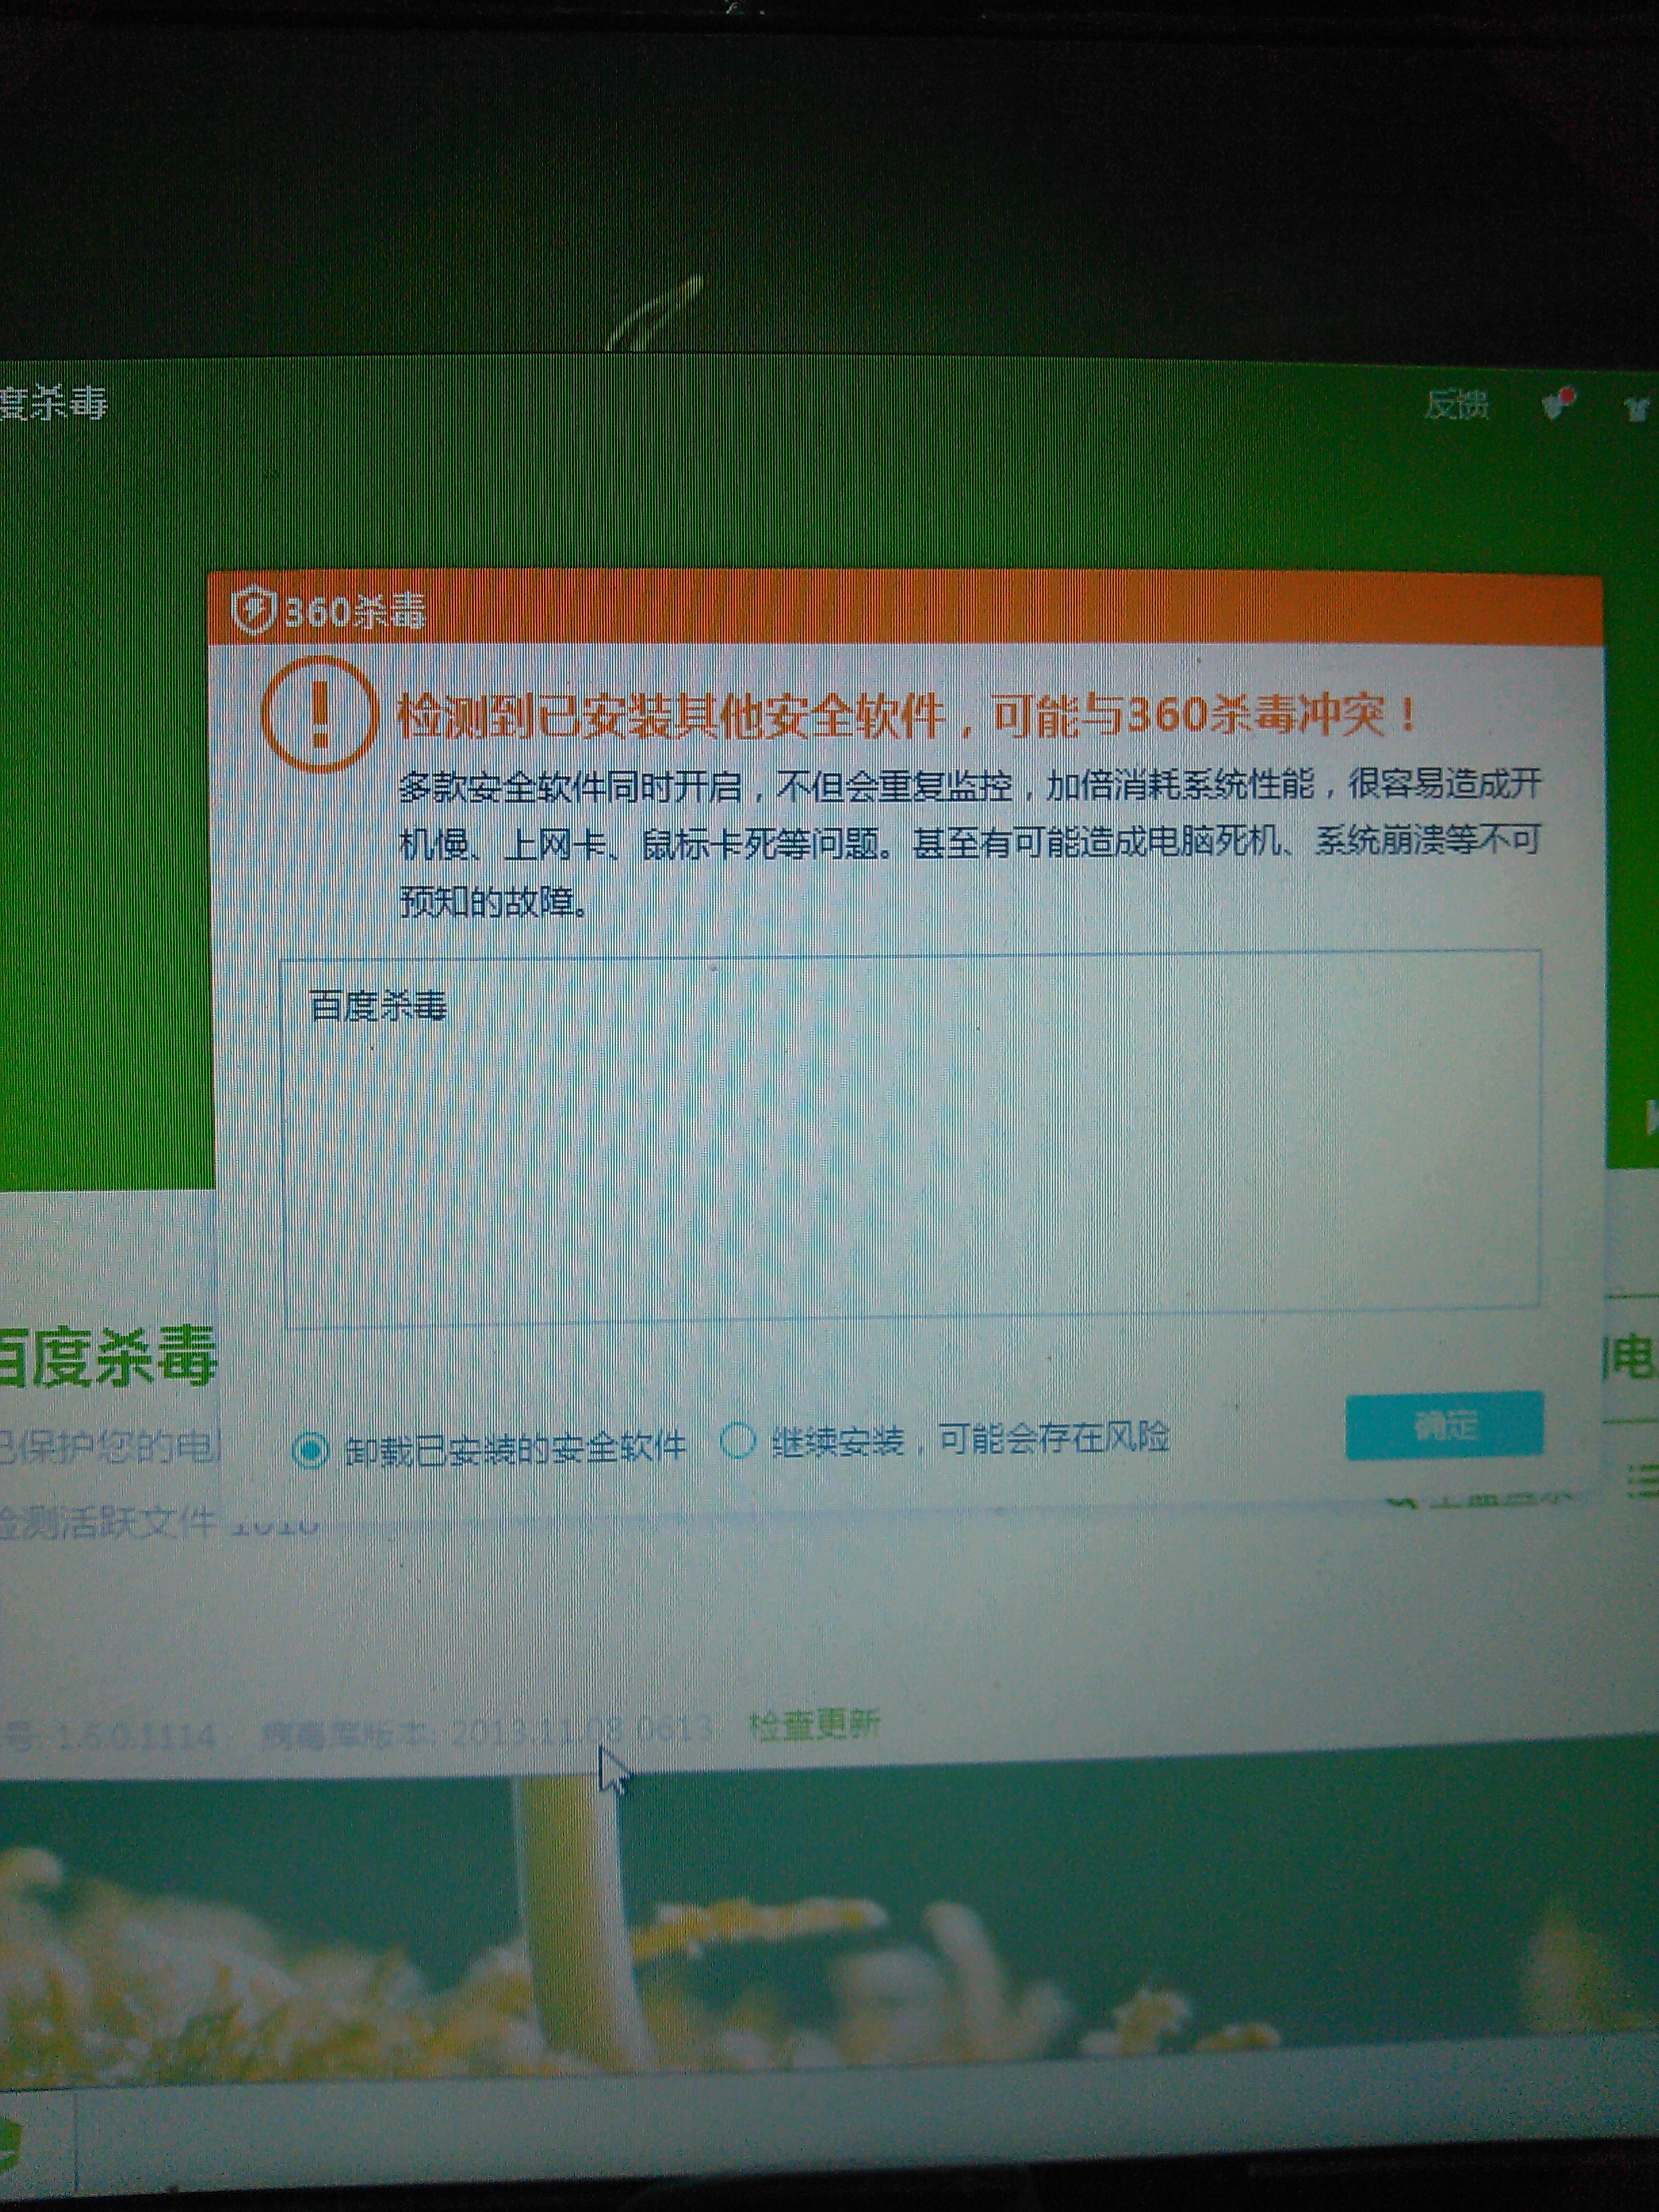 度杀毒
反馈
360杀毒
检测到已安装其他安全软件，可能与360杀毒冲突！
多款安全软件同时开启，不但会重复监控，加倍消耗系统性能，很容易造成开
机慢、上网卡、鼠标卡死等问题。甚至有可能造成电脑死机、系统崩溃等不可
预知的故障。
百度杀毒
百度杀毒
电
已保护您的电
卸载已安装的安全软件
继续安装，可能会存在风险
确定
检测活跃文件 1010
号: 1.6.0.1114 病毒库版本: 2013.11.08.0613 检查更新